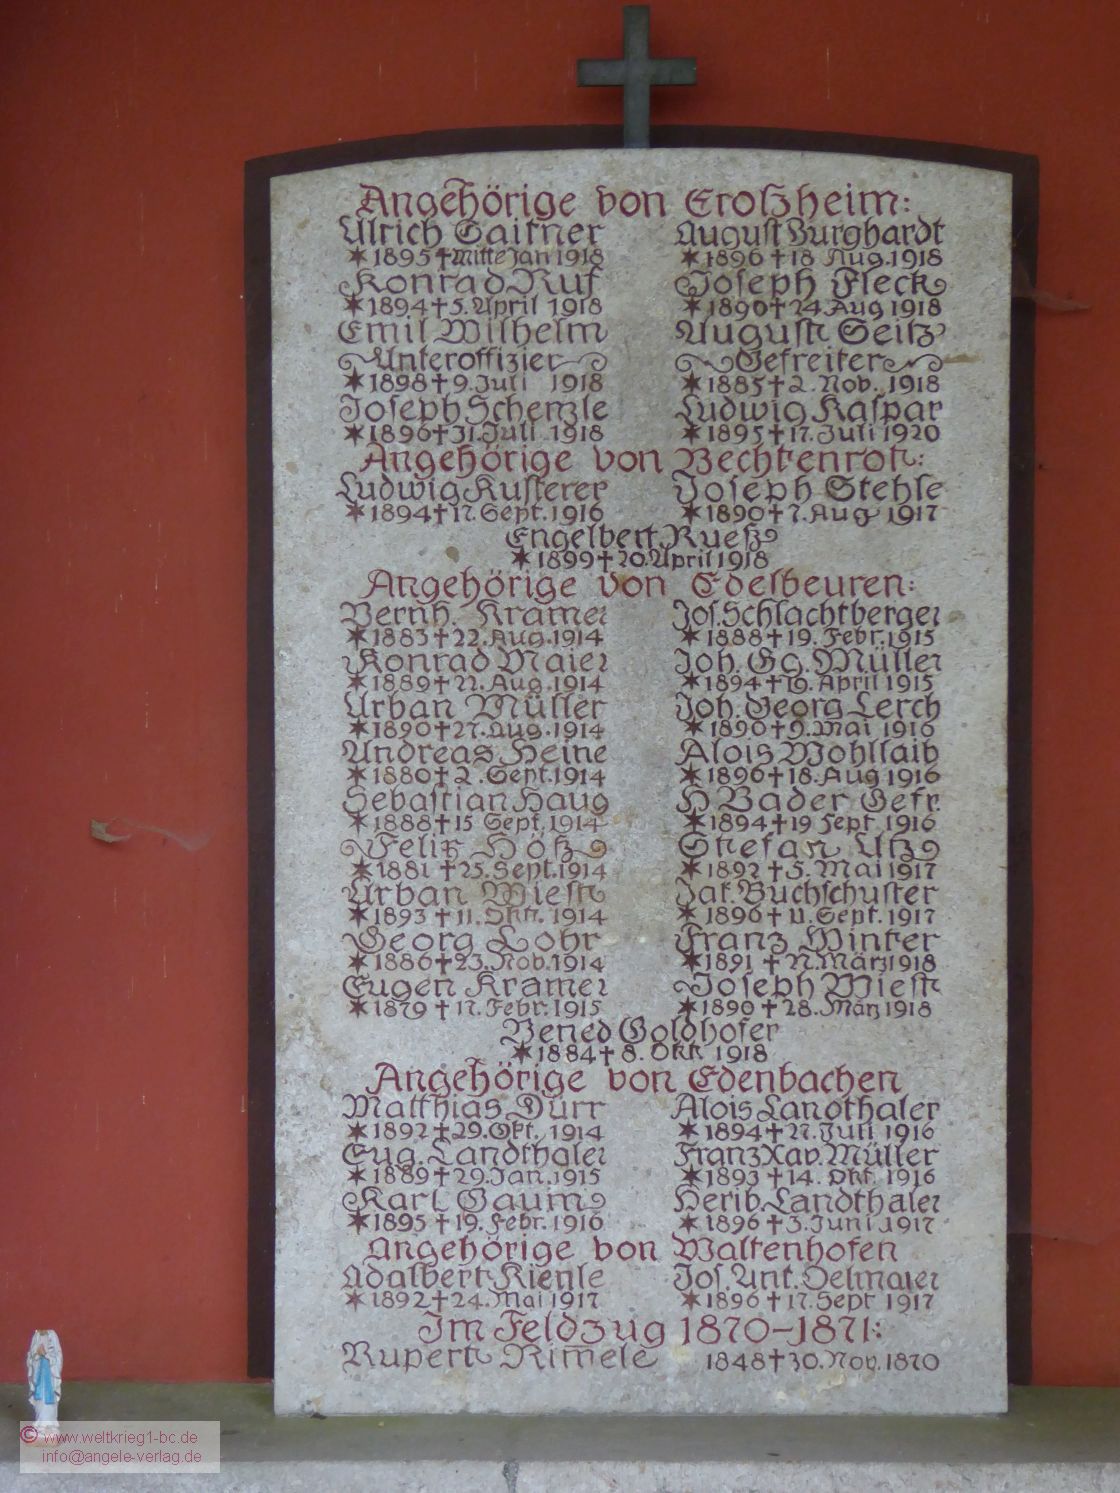 Angehörige von Erolzheim:
Ulrich Gaitner August Burghardt
*1895 † Mitte Jan 1918 *1896 † 18 Aug. 1918
Konrad Ruf Joseph Fleck
*1894 † 5. April 1918 *1890 † 24 Aug 1918
Emil Wilhelm August Seitz
Unteroffizier Gefreiter
*1898 † 9. Juli 1918 *1885 † 2. Nov. 1918
Joseph Schenzle Ludwig Kaspar
*1896 † 31. Juli 1918 *1895 † 17. Juli 1920
Angehörige von Bechtenrot:
Ludwig Kusterer Joseph Stehle
*1894 † 17. Sept. 1916 *1890 † 7. Aug 1917
Engelbert Rueß
*1899 † 20. April 1918
Angehörige von Edelbeuren:
Bernh. Kramer Jos. Schlachtberger
*1883 † 22. Aug. 1914 *1888 † 19. Febr. 1915
Konrad Maier Joh. Gg. Müller
*1889 † 22. Aug. 1914 *1894 † 19. April 1915
Urban Müller Joh. Georg Lerch
*1890 † 27. Aug. 1914 *1890 † 9. Mai 1916
Andreas Heine Alois Wohllaib
*1880 † 2. Sept. 1914 *1896 † 18. Aug 1916
Sebastian Haug H Bader Gefr.
*1888 † 15 Sept. 1914 *1894 † 19 Sept 1916
Felix Höß Stefan Utz
*1881 † 25. Sept. 1914 *1892 † 5. Mai 1917
Urban Wiest Jak. Buchschuster
*1893 † 11. Okt. 1914 *1896 † 11. Sept. 1917
Georg Lohr Franz Winter
*1886 † 23. Nov. 1914 *1891 † 22. März 1918
Eugen Kramer Joseph Wiest
*1879 † 17. Febr. 1915 *1890 † 28. März 1918
Bened Goldhofer
*1884 † 8. Okt 1918
Angehörige von Edenbachen
Matthias Dürr Alois Landthaler
*1892 † 29. Okt. 1914 *1894 † 27. Juli 1916
Eug. Landthaler Franz Xav. Müller
*1889 † 29. Jan. 1915 *1893 † 14. Okt. 1916
Karl Gaum Herib. Landthaler
*1895 † 19. Febr. 1916 *1896 † 3. Juni 1917
Angehörige von Waltenhofen
Adalbert Kienle Jos. Ant. Oelmaier
*1892 † 24. Mai 1917 *1896 † 17. Sept 1917
Im Feldzug 1870–1871:
Rupert Rim̅ele 1848 † 30. Nov. 1870
© www.weltkrieg1-bc.de
info@angele-verlag.de